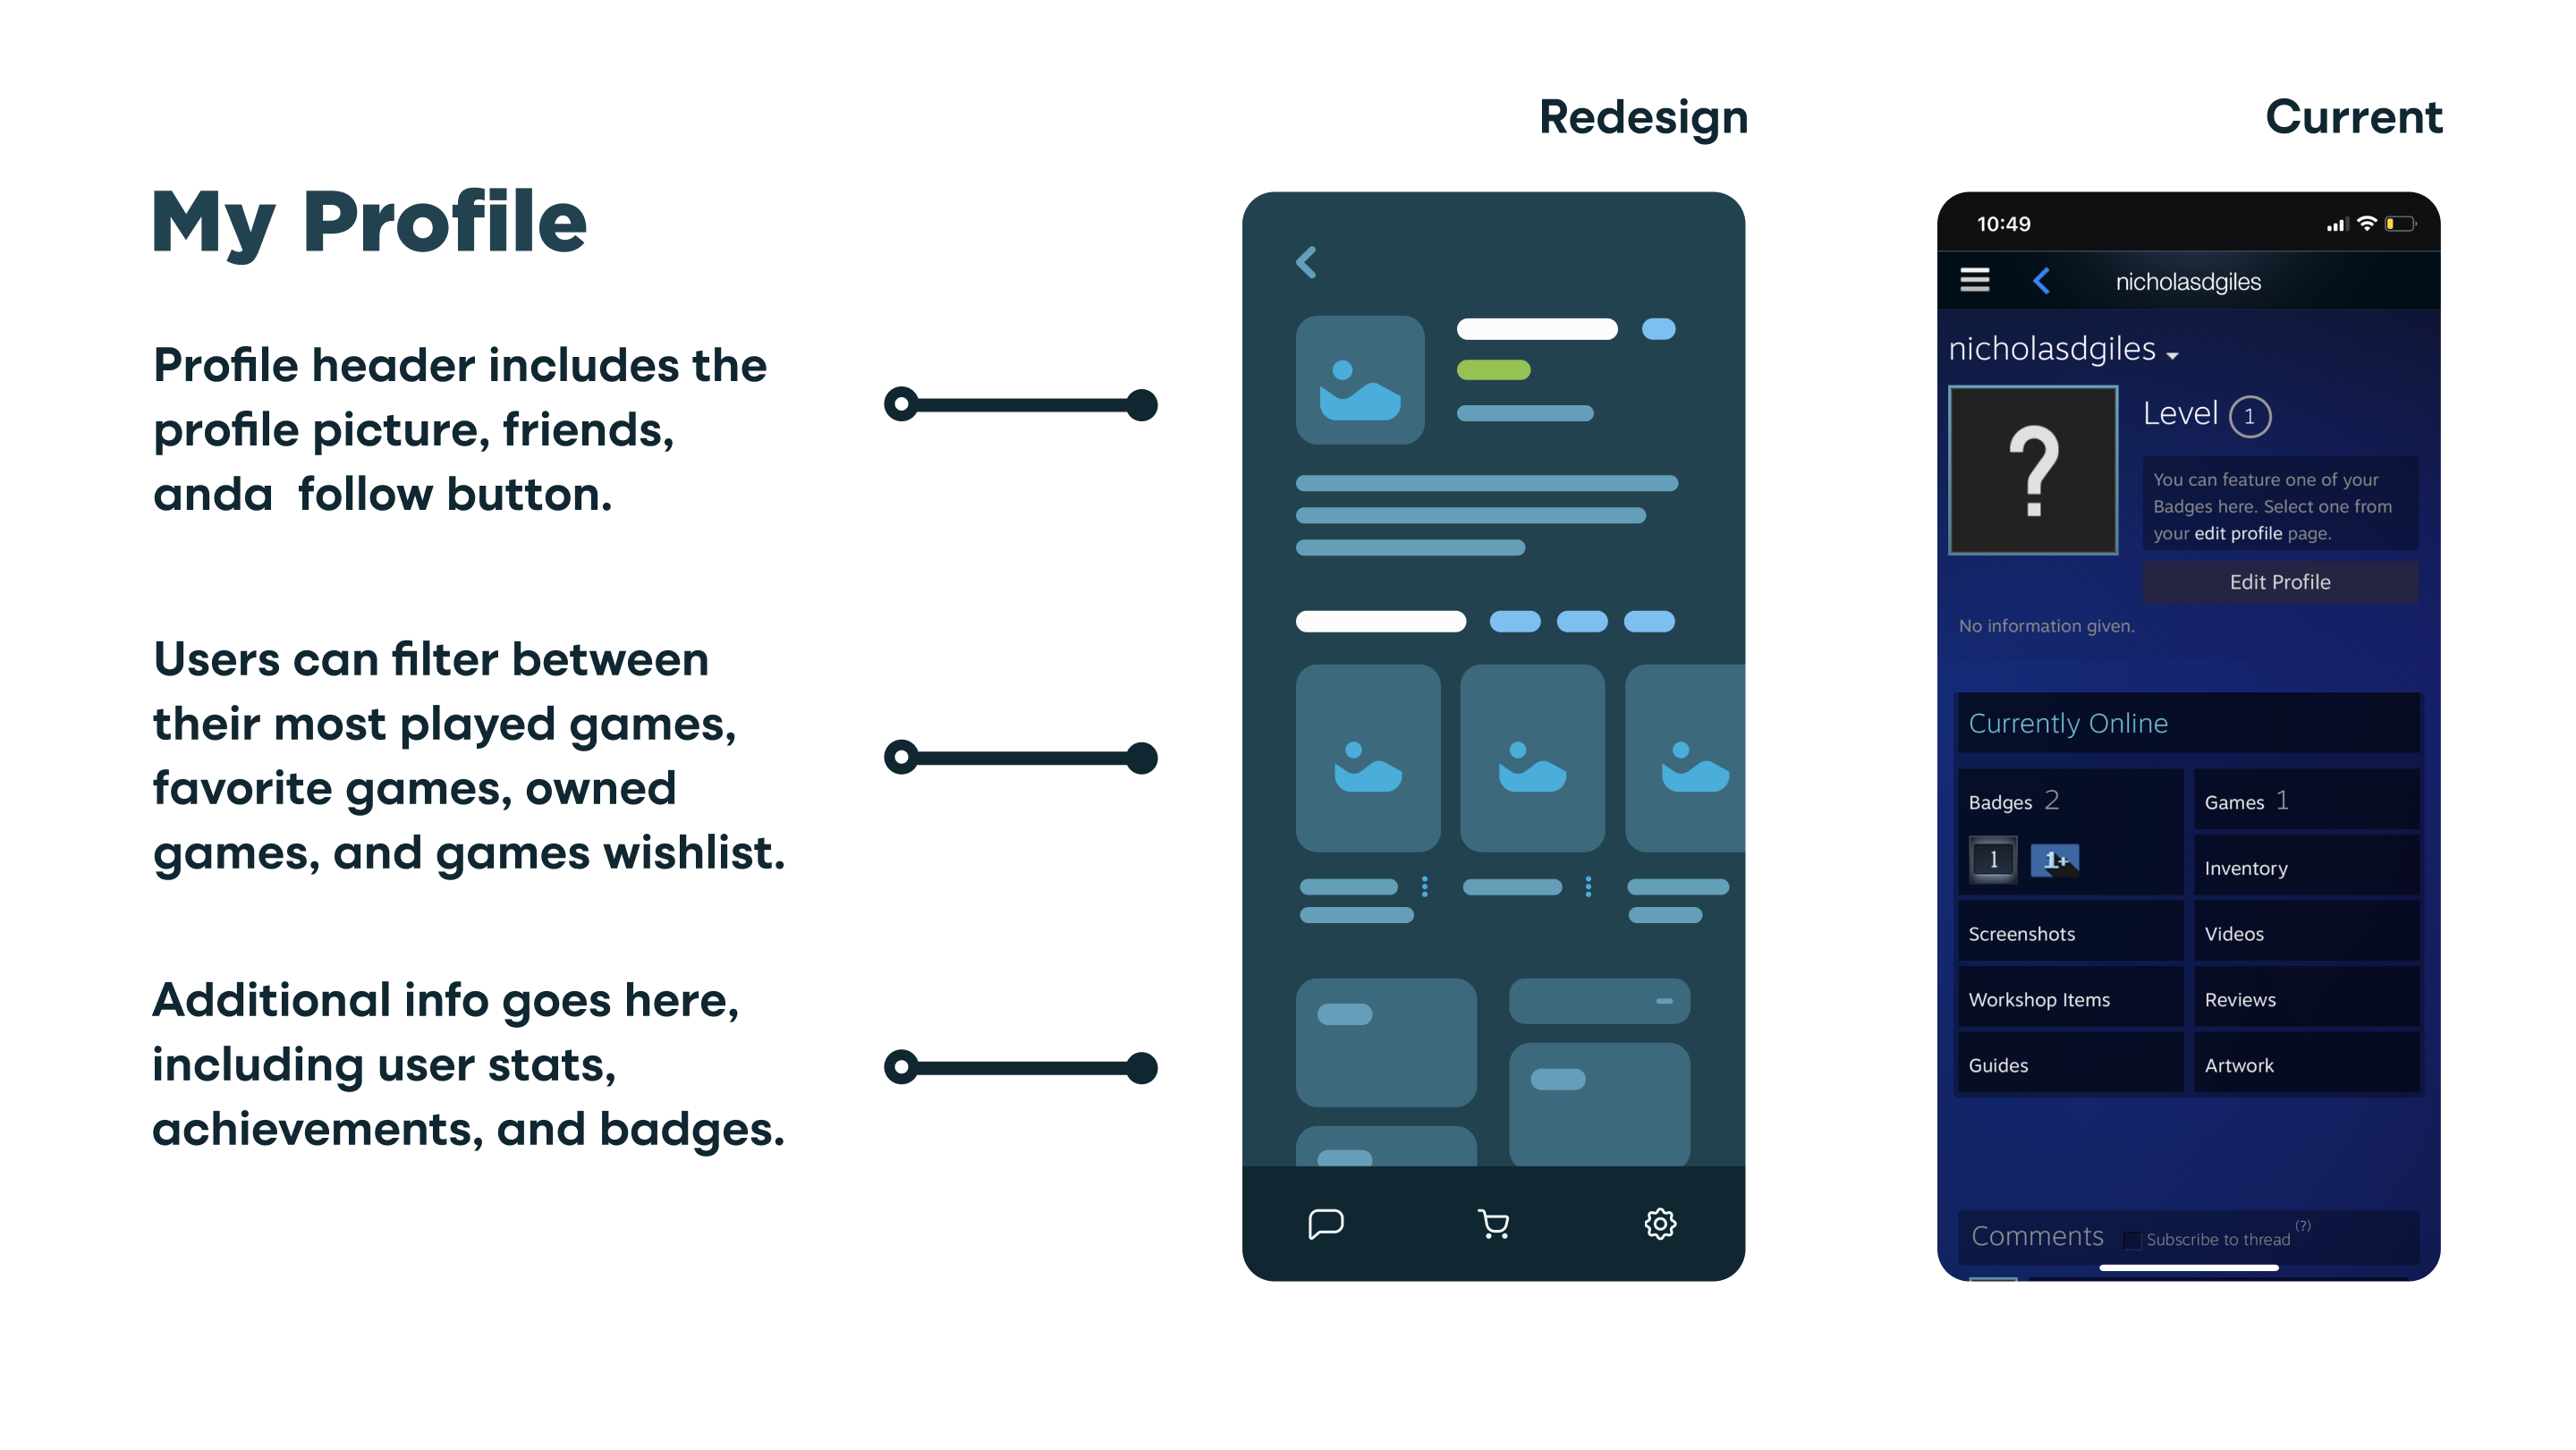 Redesign
Current
My Profile
Profile header includes the
profile picture, friends,
anda  follow button.
Users can filter between
their most played games,
favorite games, owned
games, and games wishlist.
Additional info goes here,
including user stats,
achievements, and badges.
10:49
nicholasdgiles
nicholasdgiles
?
Level 1
You can feature one of your
Badges here. Select one from
your edit profile page.
Edit Profile
No information given.
Currently Online
Badges 2
Games 1
1
1+
Inventory
Screenshots
Videos
Workshop Items
Reviews
Guides
Artwork
Comments
Subscribe to thread (?)